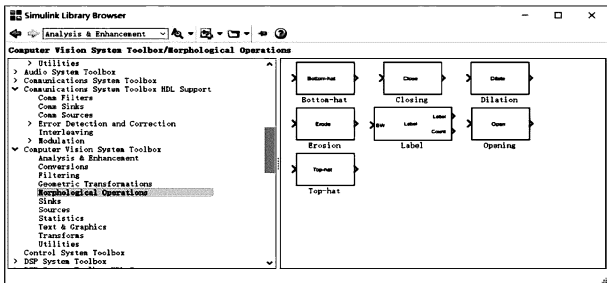 Simulink Library Browser
Analysis & Enhancement
Computer Vision System Toolbox/Morphological Operations
Utilities
Audio System Toolbox
Communications System Toolbox
Communications System Toolbox HDL Support
Comm Filters
Comm Sinks
Comm Sources
Error Detection and Correction
Interleaving
Modulation
Computer Vision System Toolbox
Analysis & Enhancement
Conversions
Filtering
Geometric Transformations
Morphological Operations
Sinks
Sources
Statistics
Text & Graphics
Transforms
Utilities
Control System Toolbox
DSP System Toolbox
Bottom-hat
Close
Dilate
Bottom-hat
Closing
Dilation
Erode
BW
Label
Label
Count
Open
Erosion
Label
Opening
Top-hat
Top-hat